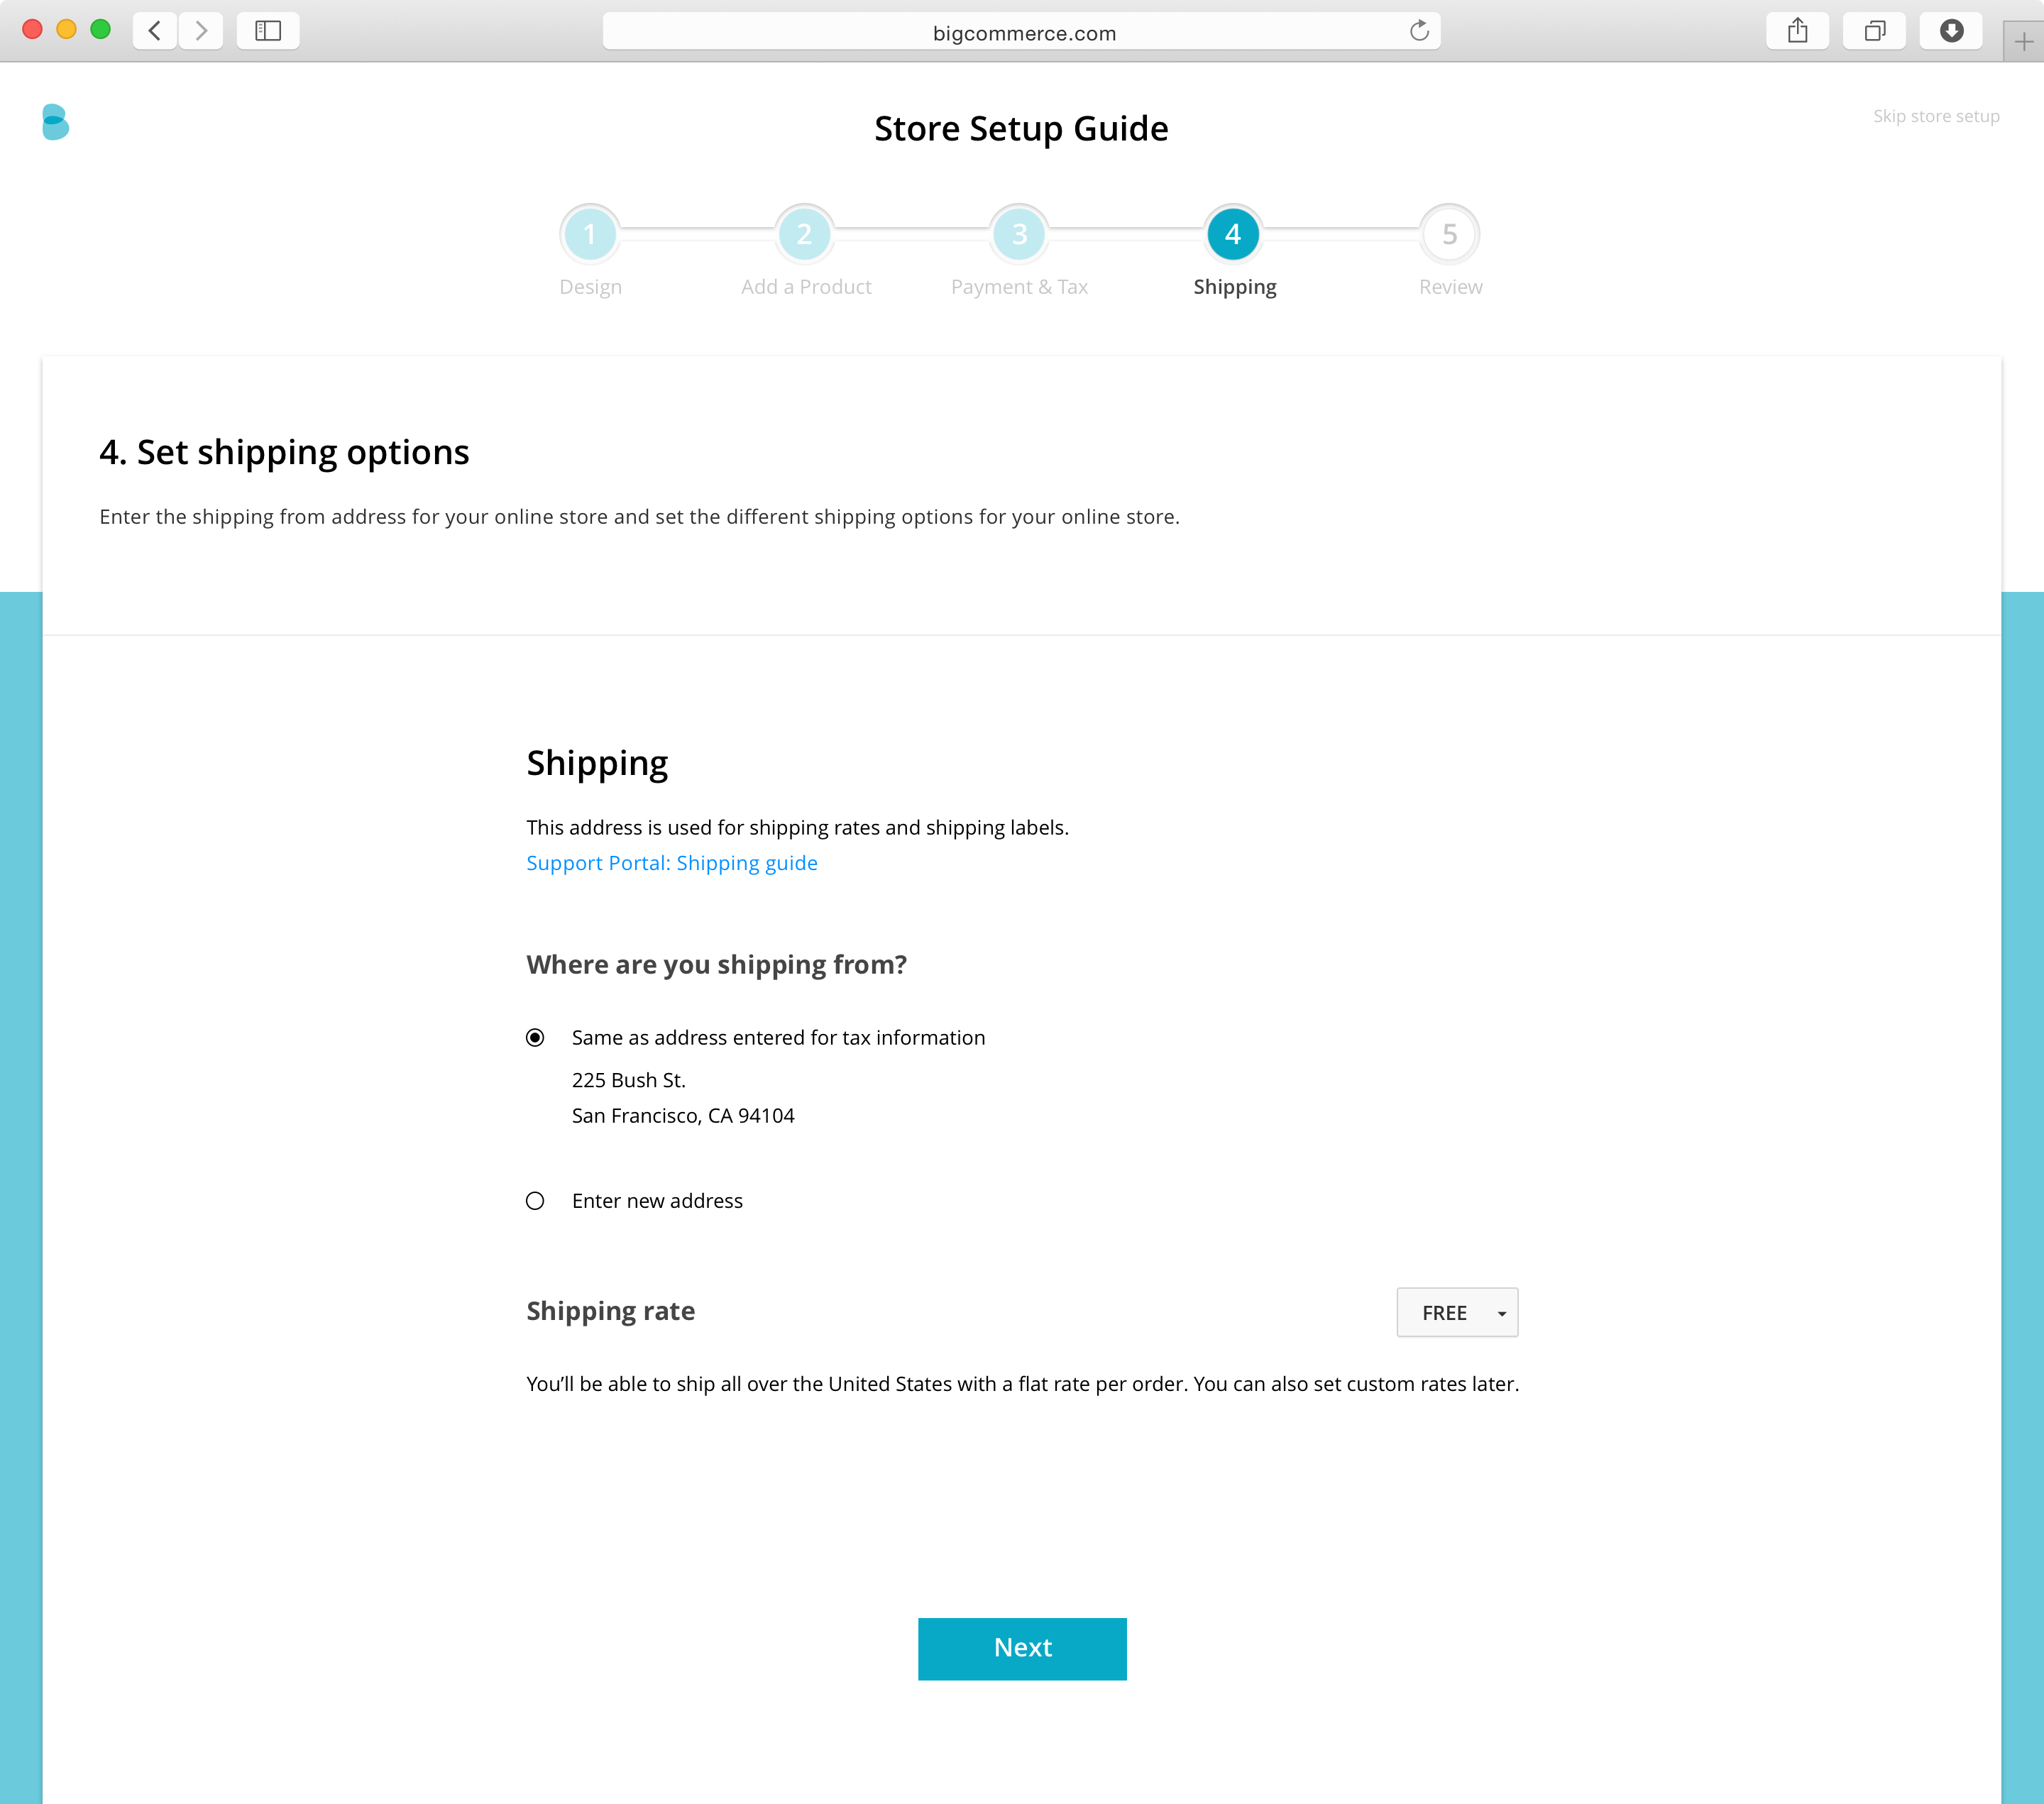 bigcommerce.com
Store Setup Guide
Skip store setup
1
2
3
4
5
Design
Add a Product
Payment & Tax
Shipping
Review
4. Set shipping options
Enter the shipping from address for your online store and set the different shipping options for your online store.
Shipping
This address is used for shipping rates and shipping labels.
Support Portal: Shipping guide
Where are you shipping from?
Same as address entered for tax information
225 Bush St.
San Francisco, CA 94104
Enter new address
Shipping rate
FREE
You’ll be able to ship all over the United States with a flat rate per order. You can also set custom rates later.
Next